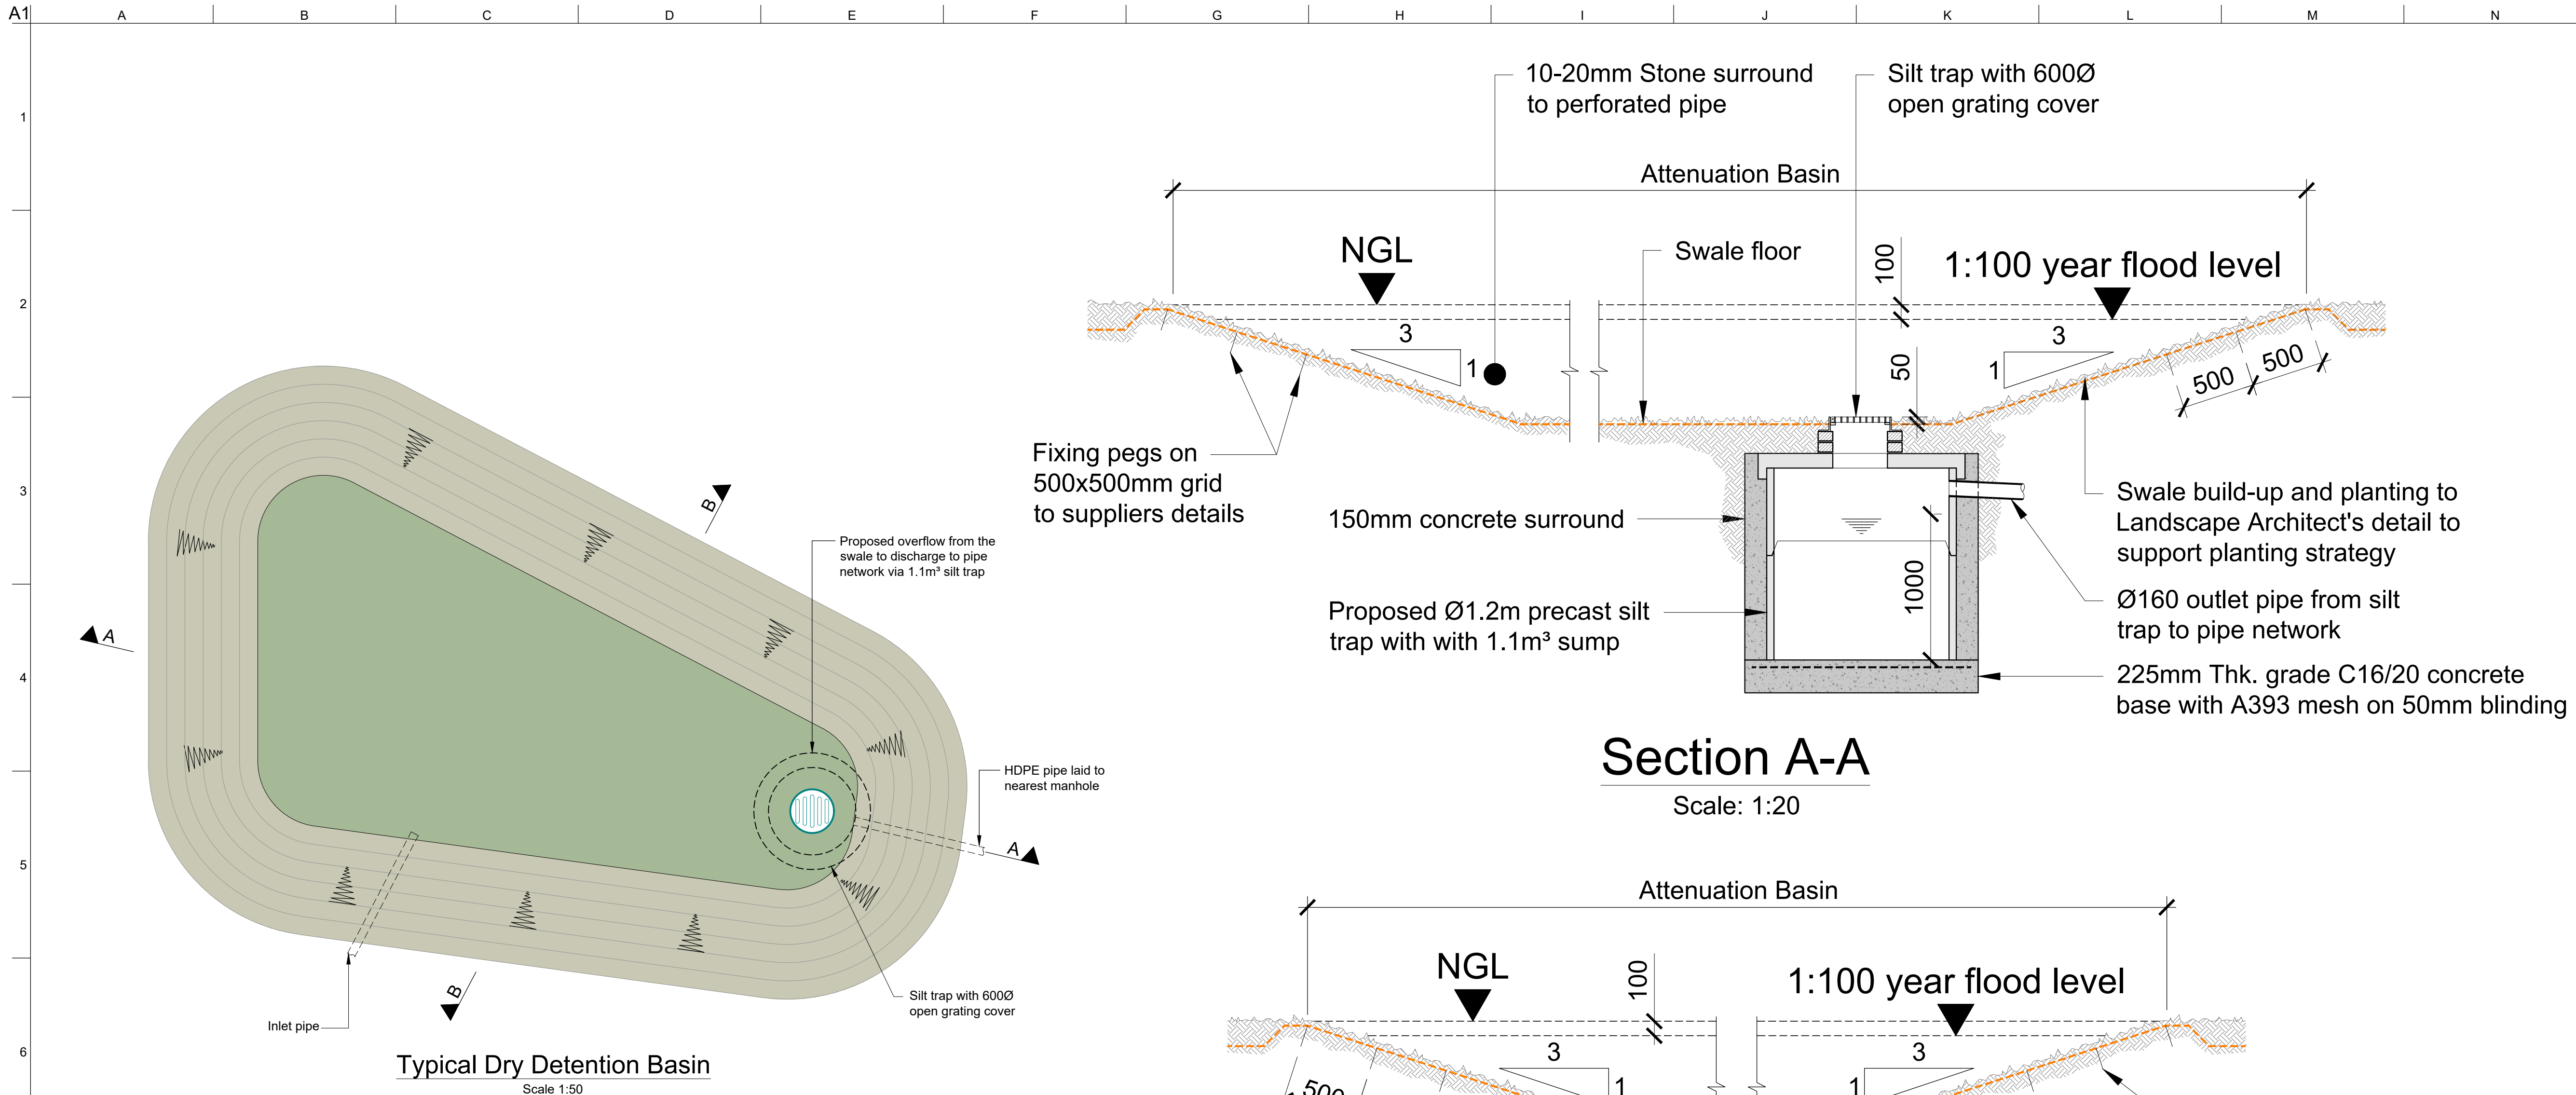 A1
A B C D E F G H I J K L M N
1
2
3
4
5
6
10-20mm Stone surround
to perforated pipe
Silt trap with 600Ø
open grating cover
Attenuation Basin
NGL
Swale floor
100
1:100 year flood level
3
1
50
3
1
500
500
Fixing pegs on
500x500mm grid
to suppliers details
150mm concrete surround
1000
Proposed Ø1.2m precast silt
trap with with 1.1m³ sump
Swale build-up and planting to
Landscape Architect's detail to
support planting strategy
Ø160 outlet pipe from silt
trap to pipe network
225mm Thk. grade C16/20 concrete
base with A393 mesh on 50mm blinding
Section A-A
Scale: 1:20
B
Proposed overflow from the
swale to discharge to pipe
network via 1.1m³ silt trap
A
HDPE pipe laid to
nearest manhole
A
B
Silt trap with 600Ø
open grating cover
Inlet pipe
Typical Dry Detention Basin
Scale 1:50
Attenuation Basin
NGL
100
1:100 year flood level
3
1
3
1
500